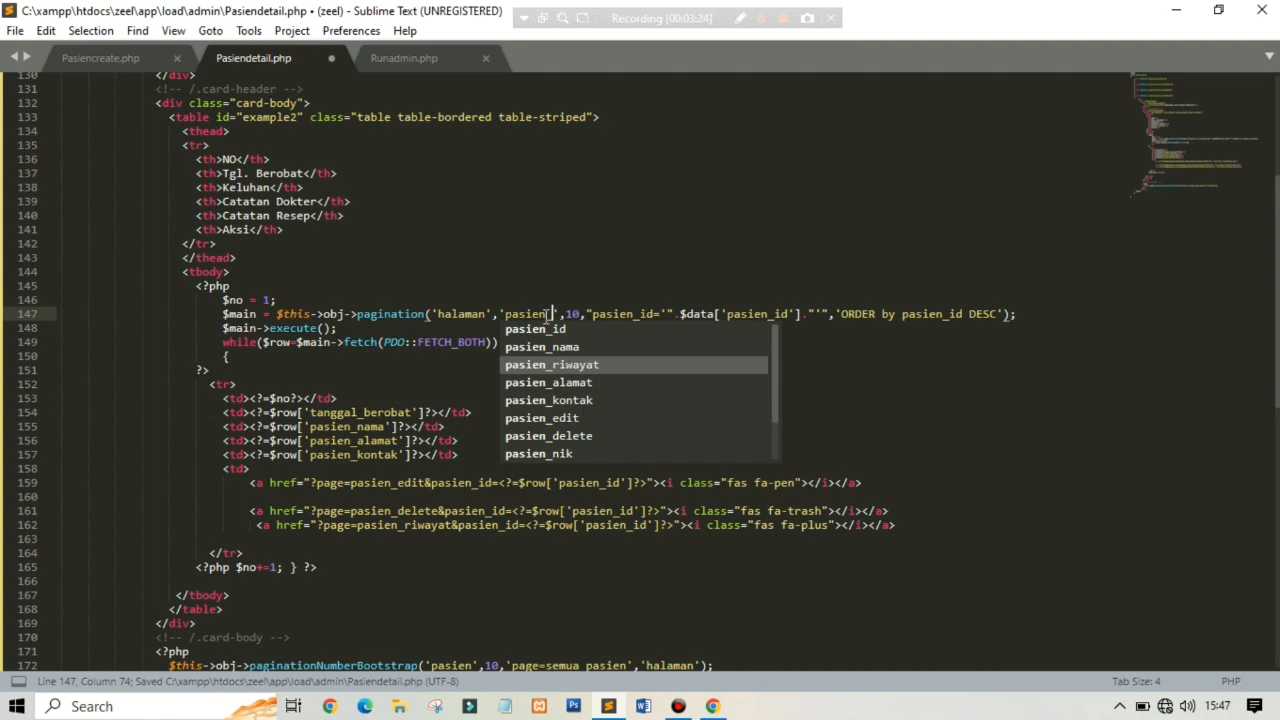 C:\xampp\htdocs\zeel\app\load\admin\Pasiendetail.php • (zeel) - Sublime Text (UNREGISTERED)
Recording [00:03:24]
File Edit Selection Find View Goto Tools Project Preferences Help
Pasiencreate.php Pasiendetail.php Runadmin.php
130 </div>
131 <!-- /.card-header -->
132 <div class="card-body">
133 <table id="example2" class="table table-bordered table-striped">
134 <thead>
135 <tr>
136 <th>NO</th>
137 <th>Tgl. Berobat</th>
138 <th>Keluhan</th>
139 <th>Catatan Dokter</th>
140 <th>Catatan Resep</th>
141 <th>Aksi</th>
142 </tr>
143 </thead>
144 <tbody>
145 <?php
146 $no = 1;
147 $main = $this->obj->pagination('halaman','pasien_',10,"pasien_id='".$data['pasien_id']."'",'ORDER by pasien_id DESC');
148 $main->execute();
149 while($row=$main->fetch(PDO::FETCH_BOTH))
150 {
151 ?>
152 <tr>
153 <td><?=$no?></td>
154 <td><?=$row['tanggal_berobat']?></td>
155 <td><?=$row['pasien_nama']?></td>
156 <td><?=$row['pasien_alamat']?></td>
157 <td><?=$row['pasien_kontak']?></td>
158 <td>
159 <a href="?page=pasien_edit&pasien_id=<?=$row['pasien_id']?>"><i class="fas fa-pen"></i></a>
160
161 <a href="?page=pasien_delete&pasien_id=<?=$row['pasien_id']?>"><i class="fas fa-trash"></i></a>
162 <a href="?page=pasien_riwayat&pasien_id=<?=$row['pasien_id']?>"><i class="fas fa-plus"></i></a>
163
164 </tr>
165 <?php $no+=1; } ?>
166
167 </tbody>
168 </table>
169 </div>
170 <!-- /.card-body -->
171 <?php
172 $this->obj->paginationNumberBootstrap('pasien',10,'page=semua_pasien','halaman');
pasien_id
pasien_nama
pasien_riwayat
pasien_alamat
pasien_kontak
pasien_edit
pasien_delete
pasien_nik
Line 147, Column 74; Saved C:\xampp\htdocs\zeel\app\load\admin\Pasiendetail.php (UTF-8)
Tab Size: 4 PHP
Search
15:47